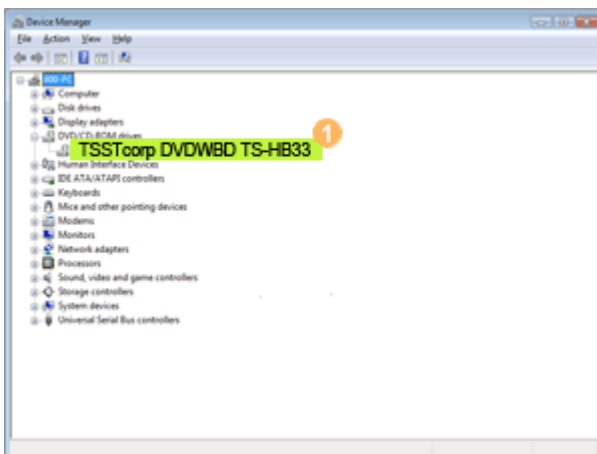 Device Manager
File Action View Help
Computer
Disk drives
Display adapters
DVD/CD-ROM drives
TSSTcorp DVDWBD TS-HB33
1
Human Interface Devices
IDE ATA/ATAPI controllers
Keyboards
Mice and other pointing devices
Modems
Monitors
Network adapters
Processors
Sound, video and game controllers
Storage controllers
System devices
Universal Serial Bus controllers